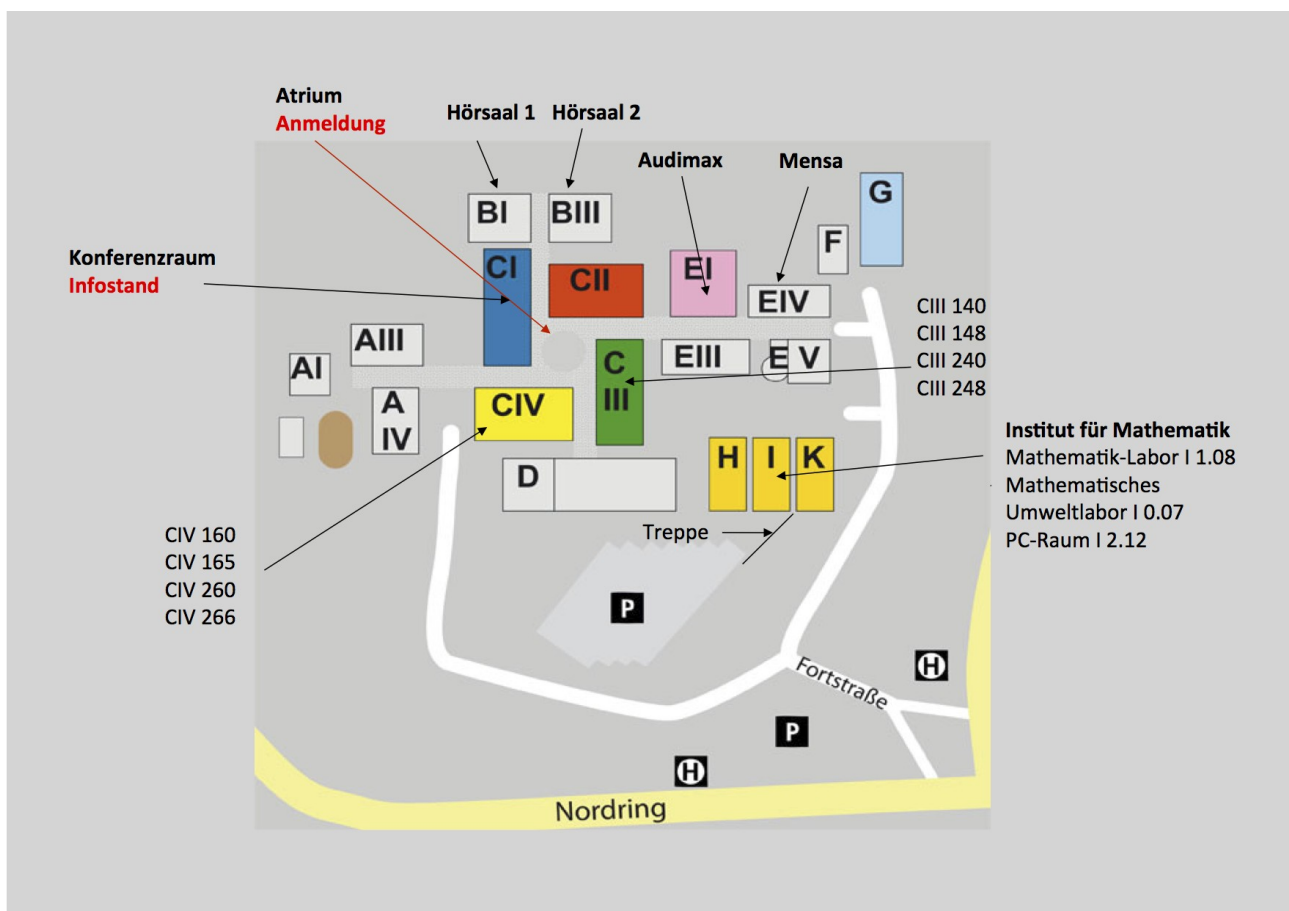 Atrium
Anmeldung
Hörsaal 1
Hörsaal 2
Audimax
Mensa
Konferenzraum
Infostand
BI
BIII
G
F
CI
CII
EI
EIV
AIII
AI
A
IV
CIV
C
III
EIII
E V
CIII 140
CIII 148
CIII 240
CIII 248
D
H
I
K
Institut für Mathematik
Mathematik-Labor I 1.08
Mathematisches
Umweltlabor I 0.07
PC-Raum I 2.12
Treppe
CIV 160
CIV 165
CIV 260
CIV 266
P
H
Fortstraße
P
H
Nordring